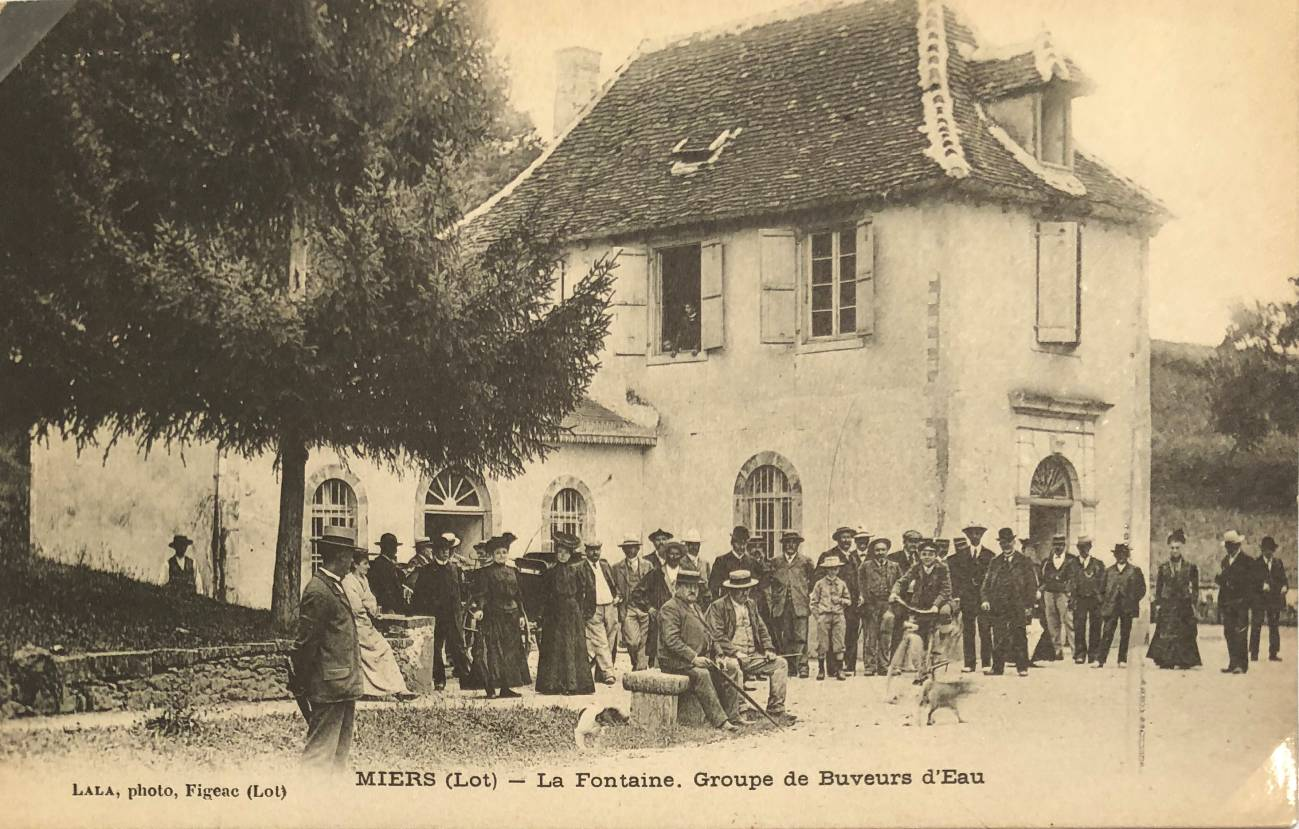 MIERS (Lot) — La Fontaine. Groupe de Buveurs d'Eau
LALA, photo, Figeac (Lot)